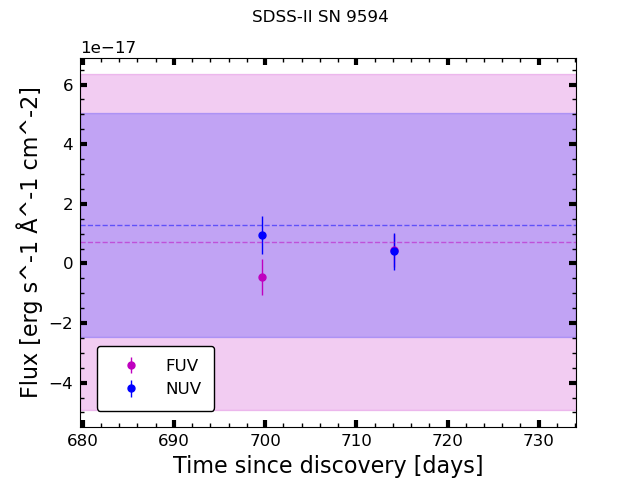 SDSS-II SN 9594
1e−17
Flux [erg s^-1 Å^-1 cm^-2]
6
4
2
0
−2
−4
FUV
NUV
680 690 700 710 720 730
Time since discovery [days]